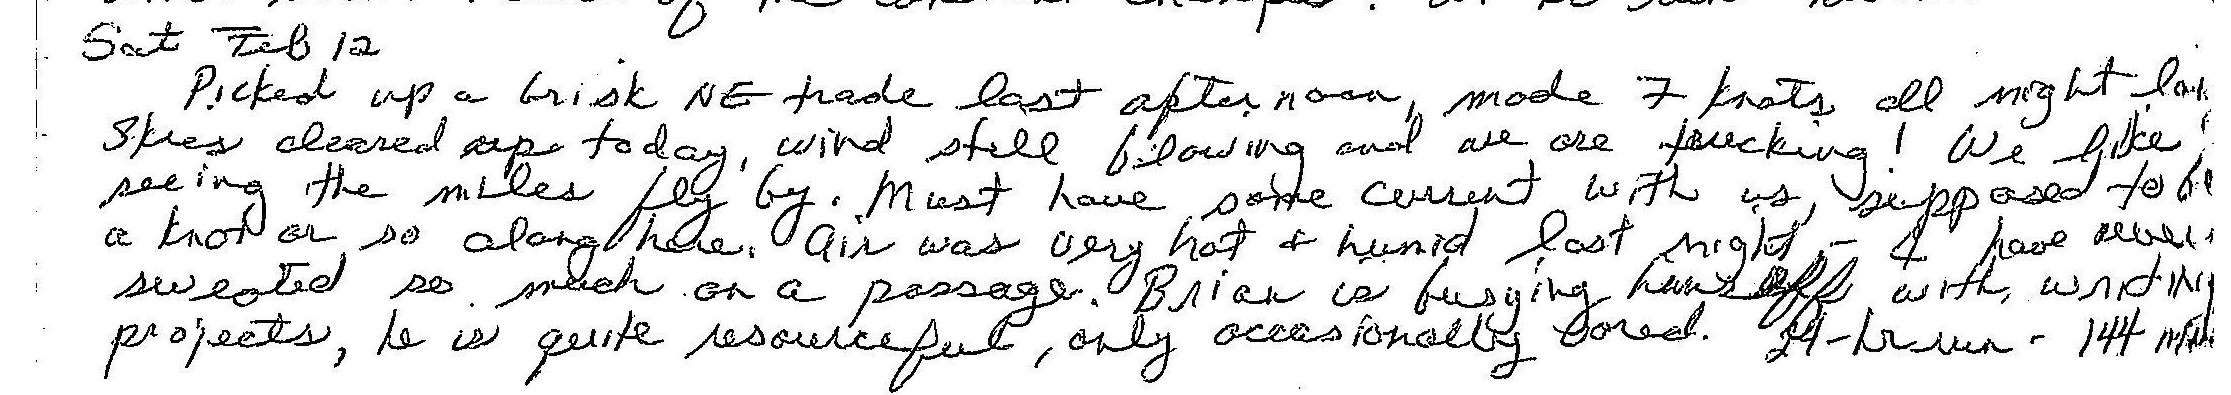 Sat Feb 12
Picked up a brisk NE trade last afternoon, made 7 knots all night
Skies cleared up today, wind still blowing and we are trucking! We like
seeing the miles fly by. Must have some current with us, supposed to be
a knot or so along here. Air was very hot & humid last night - I have never
sweated so much on a passage. Brian is busying himself with writing
projects, he is quite resourceful, only occasionally bored. 24-hr run - 144